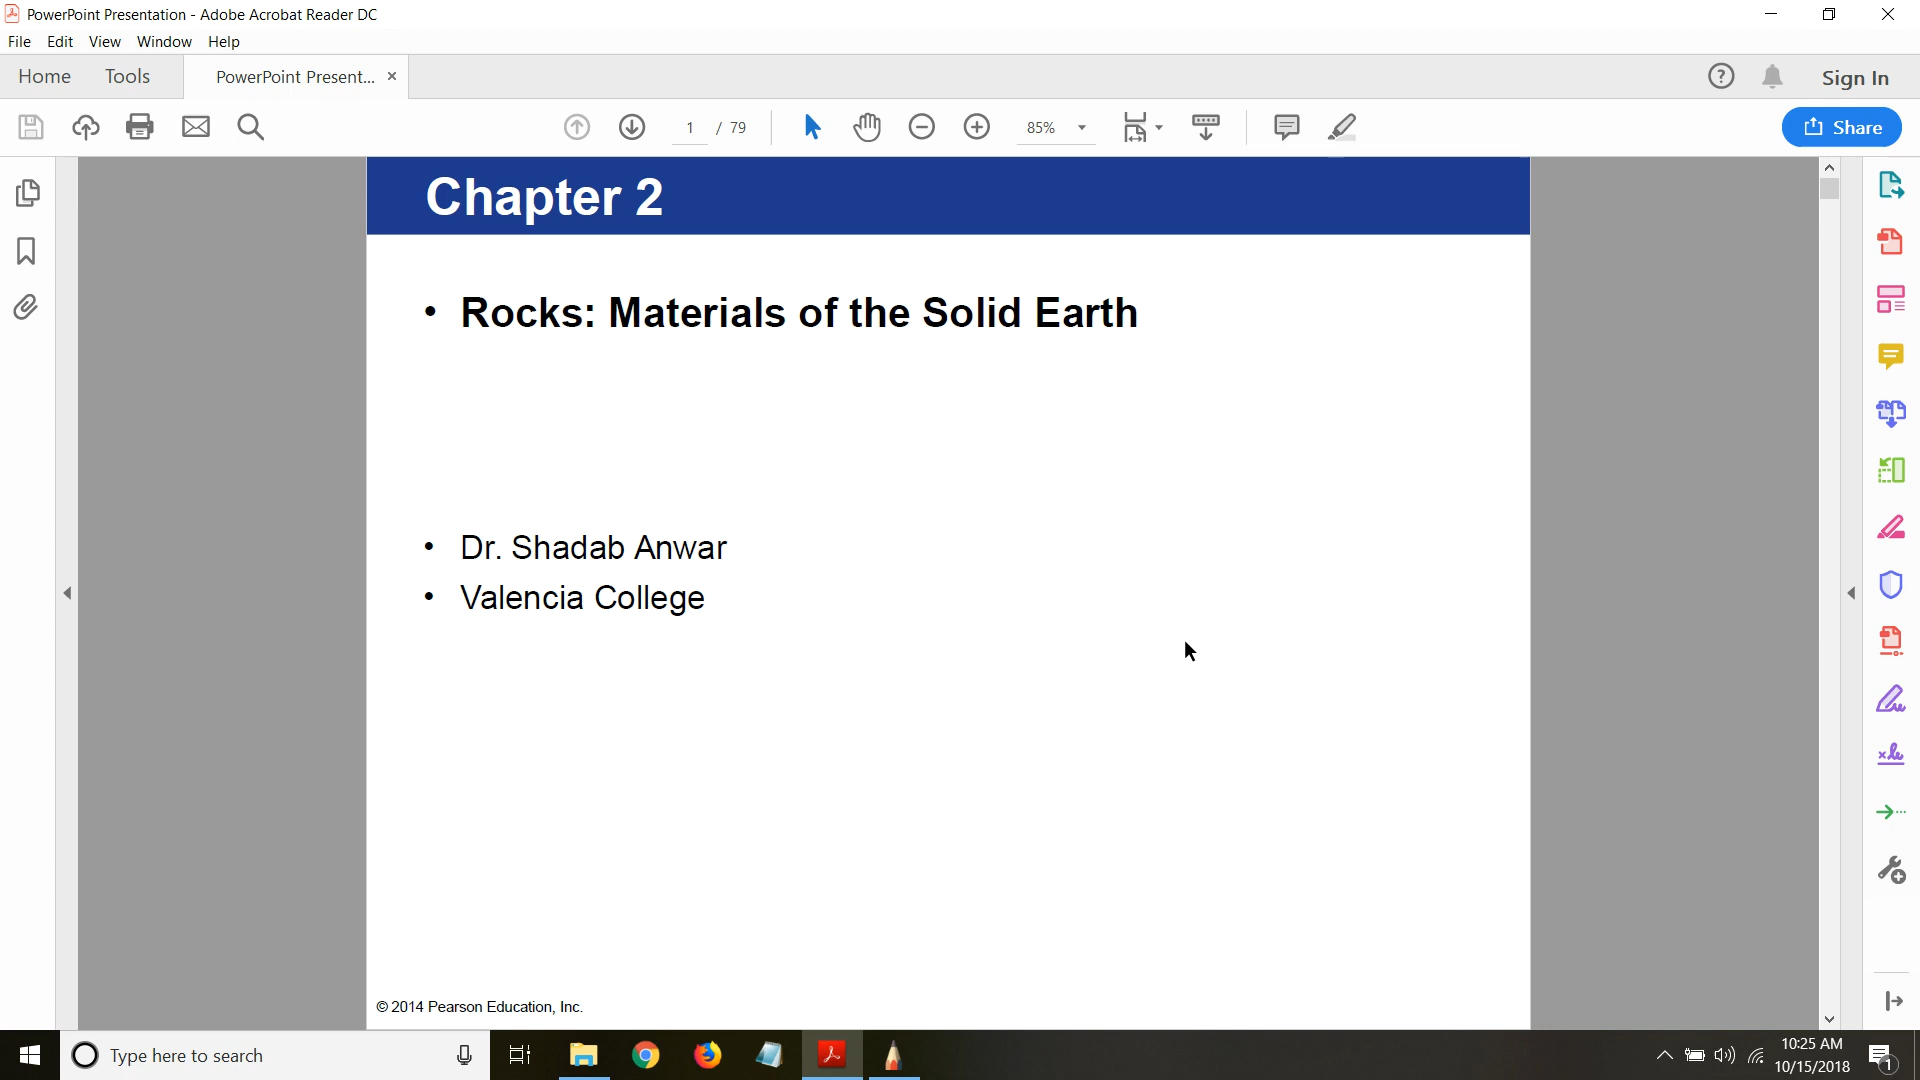 PowerPoint Presentation - Adobe Acrobat Reader DC
File Edit View Window Help
Home Tools PowerPoint Present... × Sign In
1 / 79 85% Share
Chapter 2
• Rocks: Materials of the Solid Earth
• Dr. Shadab Anwar
• Valencia College
© 2014 Pearson Education, Inc.
Type here to search
10:25 AM
10/15/2018
1